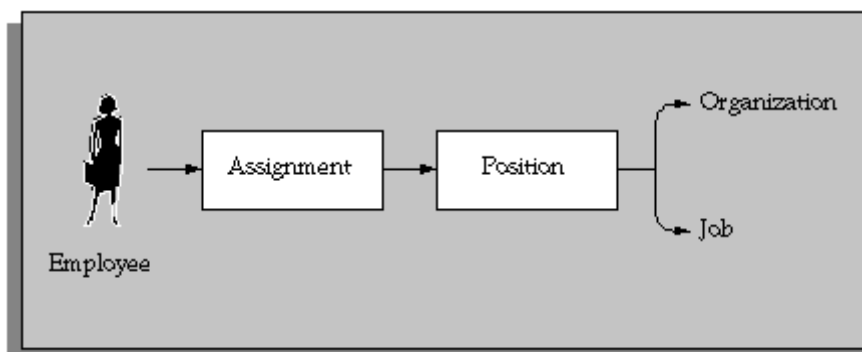 Organization
Assignment
Position
Job
Employee